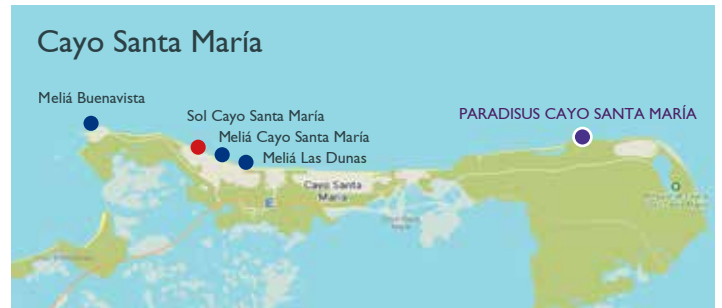 Cayo Santa María
Meliá Buenavista
Sol Cayo Santa María
PARADISUS CAYO SANTA MARÍA
Meliá Cayo Santa María
Meliá Las Dunas
Cayo Santa
María
E